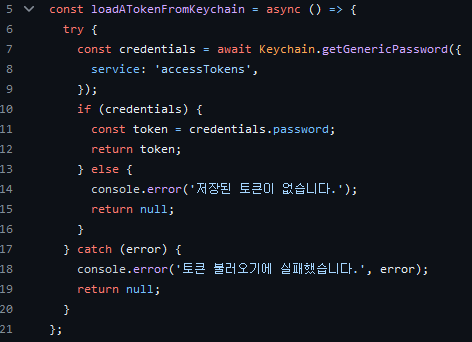 5 const loadATokenFromKeychain = async () => {
6 try {
7 const credentials = await Keychain.getGenericPassword({
8 service: 'accessTokens',
9 });
10 if (credentials) {
11 const token = credentials.password;
12 return token;
13 } else {
14 console.error('저장된 토큰이 없습니다.');
15 return null;
16 }
17 } catch (error) {
18 console.error('토큰 불러오기에 실패했습니다.', error);
19 return null;
20 }
21 };